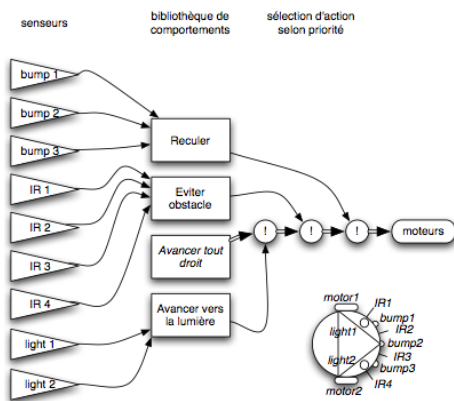 senseurs
bibliothèque de
comportements
sélection d'action
selon priorité
bump 1
bump 2
bump 3
IR 1
IR 2
IR 3
IR 4
light 1
light 2
Reculer
Eviter
obstacle
Avancer tout
droit
Avancer vers
la lumière
!
!
!
moteurs
motor1
IR1
bump1
light1
IR2
bump2
light2
IR3
bump3
motor2
IR4